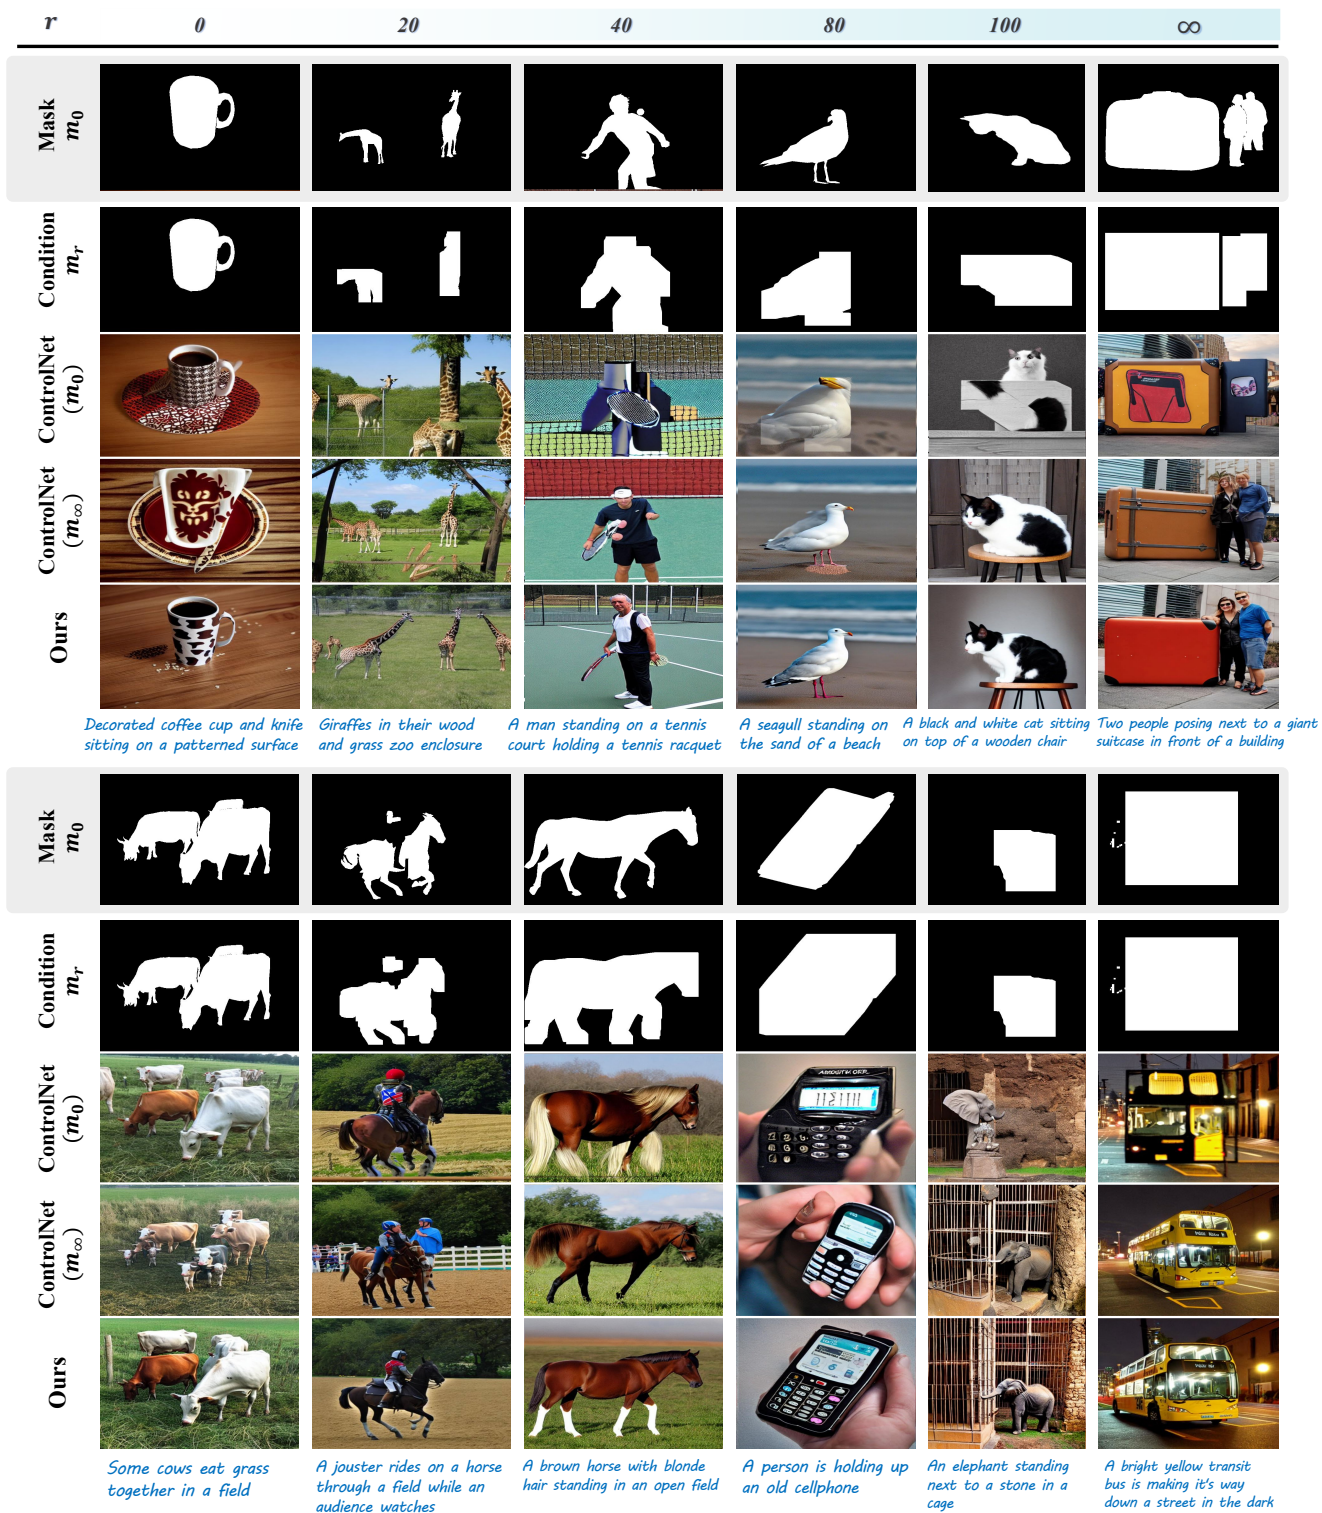 r 0 20 40 80 100 ∞
Mask
m₀
Condition
mᵣ
ControlNet
(m₀)
ControlNet
(m∞)
Ours
Decorated coffee cup and knife
sitting on a patterned surface
Giraffes in their wood
and grass zoo enclosure
A man standing on a tennis
court holding a tennis racquet
A seagull standing on
the sand of a beach
A black and white cat sitting
on top of a wooden chair
Two people posing next to a giant
suitcase in front of a building
Mask
m₀
Condition
mᵣ
ControlNet
(m₀)
ControlNet
(m∞)
Ours
Some cows eat grass
together in a field
A jouster rides on a horse
through a field while an
audience watches
A brown horse with blonde
hair standing in an open field
A person is holding up
an old cellphone
An elephant standing
next to a stone in a
cage
A bright yellow transit
bus is making it's way
down a street in the dark